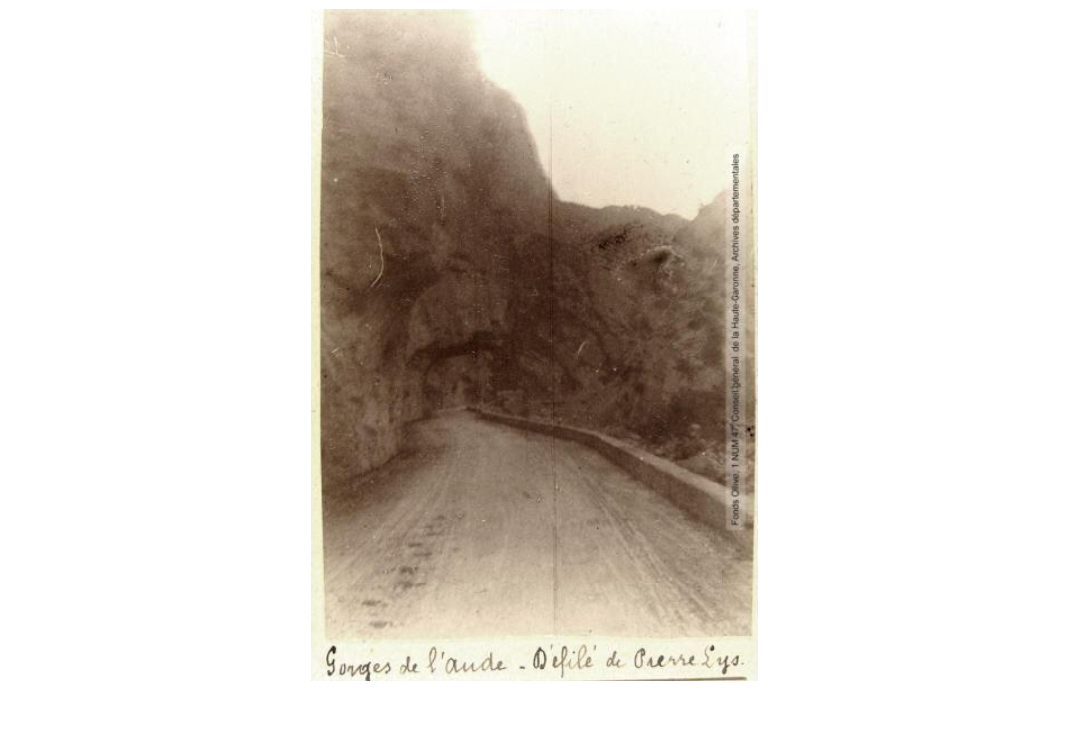 Fonds Ollive, 1 NUM 47, Conseil général de la Haute-Garonne, Archives départementales
Gorges de l'aude - Défilé de Pierre Lys.